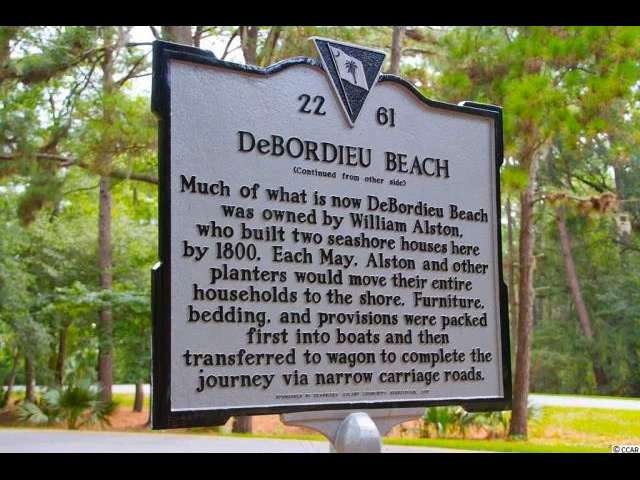 22 61
DeBORDIEU BEACH
(Continued from other side)
Much of what is now DeBordieu Beach
was owned by William Alston,
who built two seashore houses here
by 1800. Each May, Alston and other
planters would move their entire
households to the shore. Furniture,
bedding, and provisions were packed
first into boats and then
transferred to wagon to complete the
journey via narrow carriage roads.
© CCAR